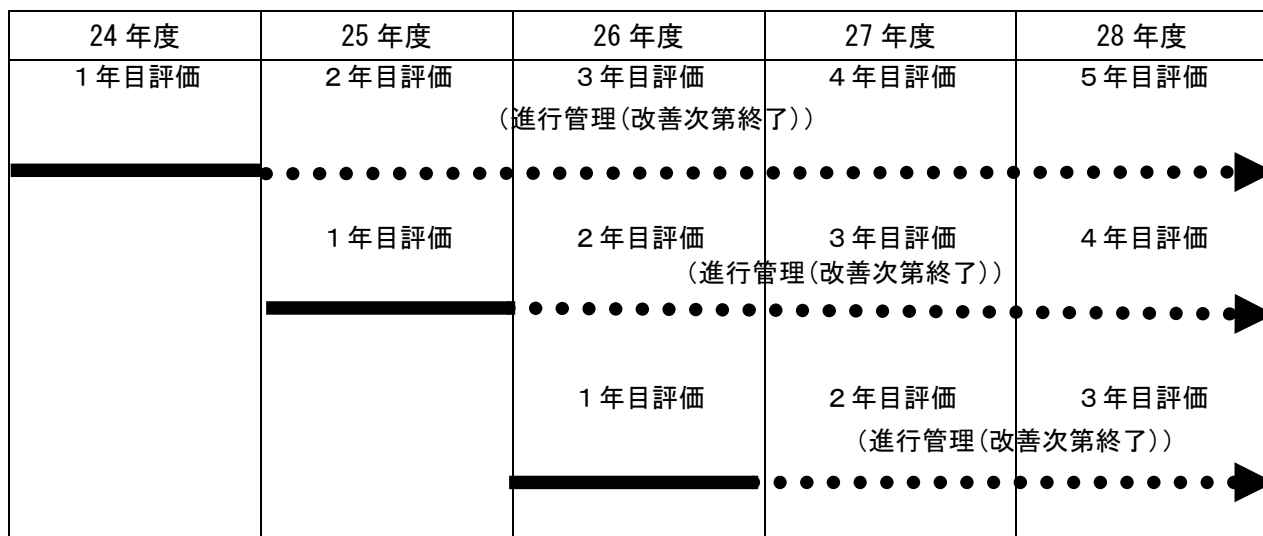 24 年度 25 年度 26 年度 27 年度 28 年度
1年目評価 2年目評価 3年目評価 4年目評価 5年目評価
(進行管理(改善次第終了))
1年目評価 2年目評価 3年目評価 4年目評価
(進行管理(改善次第終了))
1年目評価 2年目評価 3年目評価
(進行管理(改善次第終了))